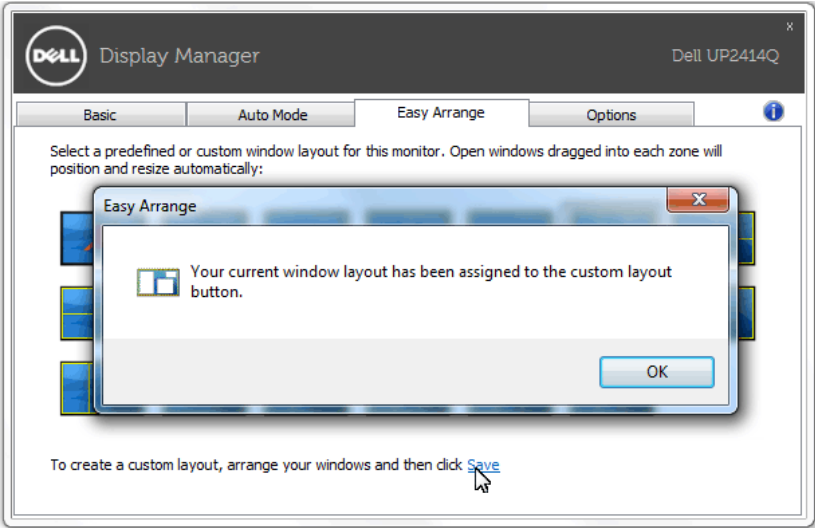 DELL Display Manager
Dell UP2414Q
x
Basic
Auto Mode
Easy Arrange
Options
i
Select a predefined or custom window layout for this monitor. Open windows dragged into each zone will
position and resize automatically:
Easy Arrange
x
Your current window layout has been assigned to the custom layout
button.
OK
To create a custom layout, arrange your windows and then click Save